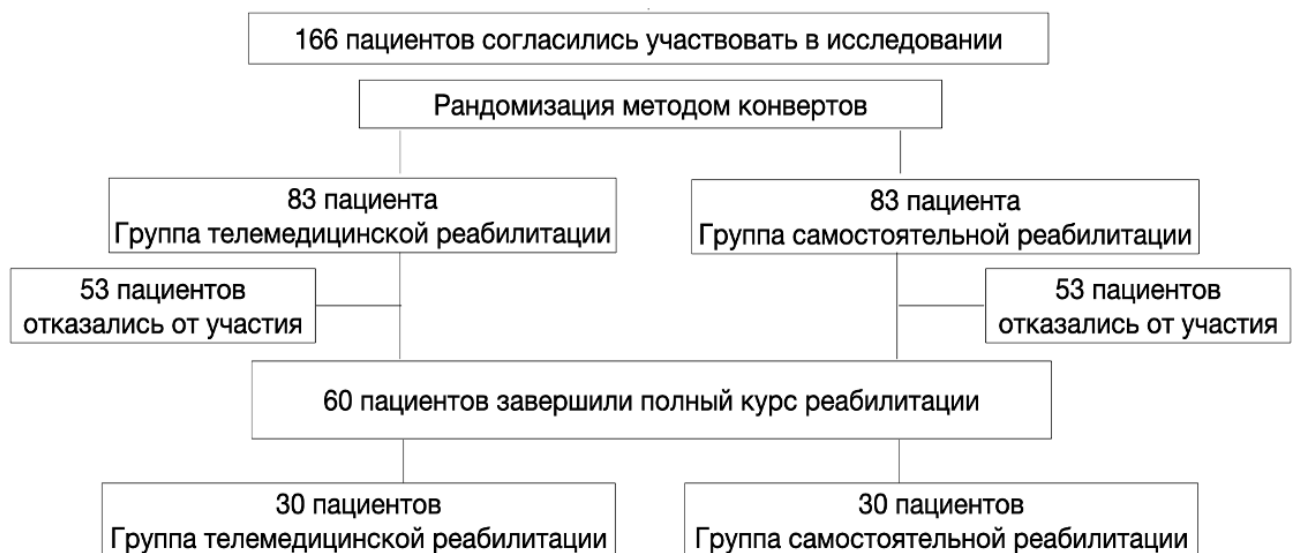 166 пациентов согласились участвовать в исследовании
Рандомизация методом конвертов
83 пациента
Группа телемедицинской реабилитации
83 пациента
Группа самостоятельной реабилитации
53 пациентов
отказались от участия
53 пациентов
отказались от участия
60 пациентов завершили полный курс реабилитации
30 пациентов
Группа телемедицинской реабилитации
30 пациентов
Группа самостоятельной реабилитации